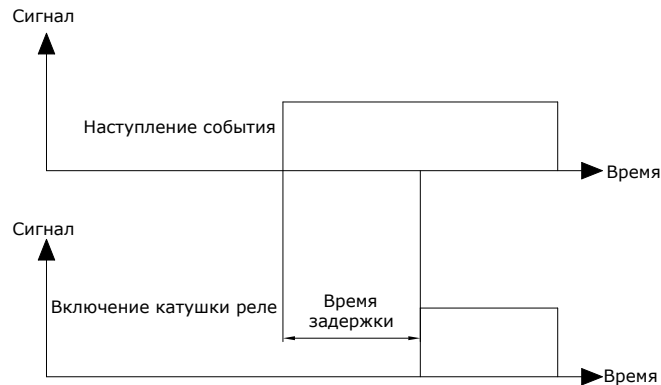 Сигнал
Наступление события
Время
Сигнал
Включение катушки реле
Время
задержки
Время